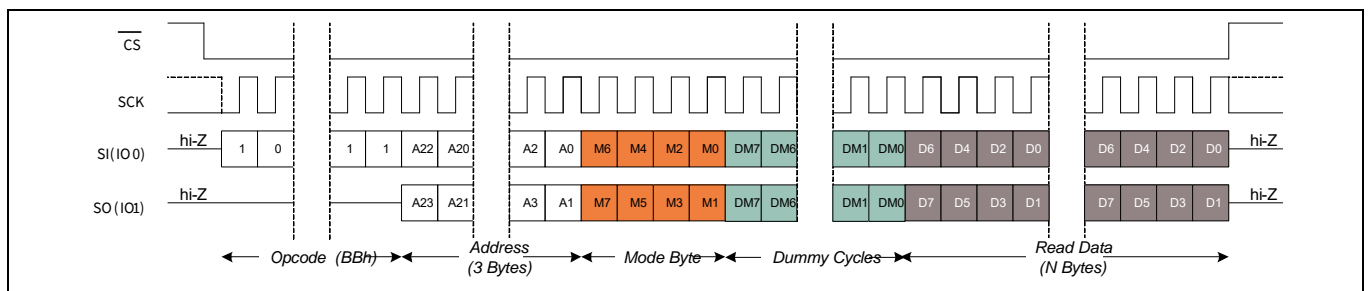 CS
SCK
SI(IO0) hi-Z 1 0 1 1 A22 A20 A2 A0 M6 M4 M2 M0 DM7 DM6 DM1 DM0 D6 D4 D2 D0 D6 D4 D2 D0 hi-Z
SO(IO1) hi-Z A23 A21 A3 A1 M7 M5 M3 M1 DM7 DM6 DM1 DM0 D7 D5 D3 D1 D7 D5 D3 D1 hi-Z
Opcode (BBh) Address (3 Bytes) Mode Byte Dummy Cycles Read Data (N Bytes)